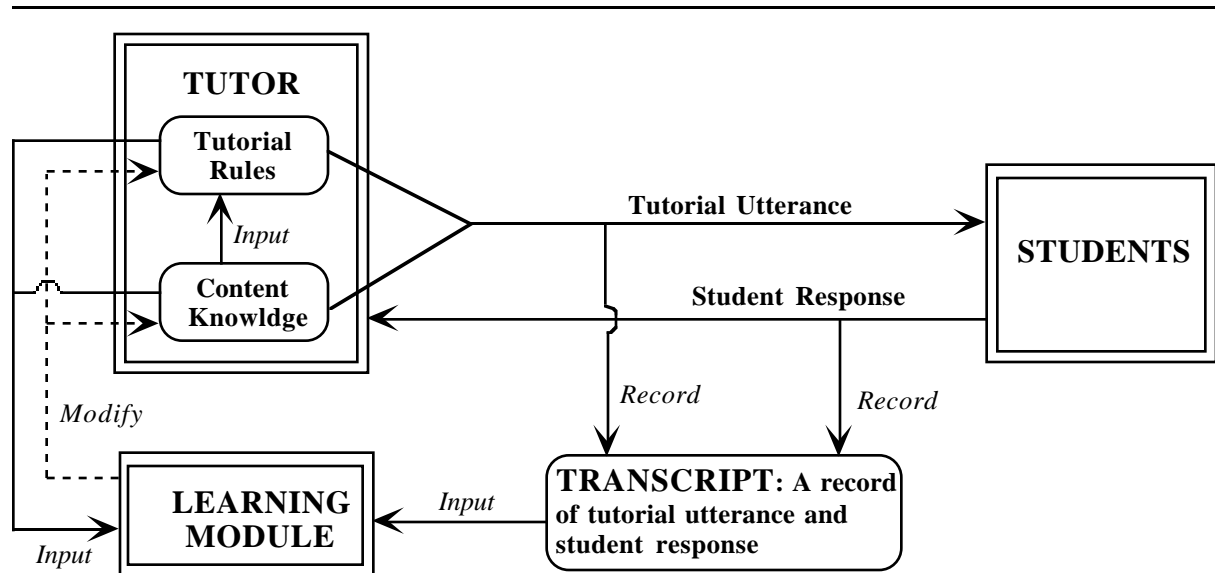 TUTOR
Tutorial
Rules
Input
Content
Knowldge
Tutorial Utterance
Student Response
STUDENTS
Modify
Record
Record
LEARNING
MODULE
Input
Input
TRANSCRIPT: A record
of tutorial utterance and
student response